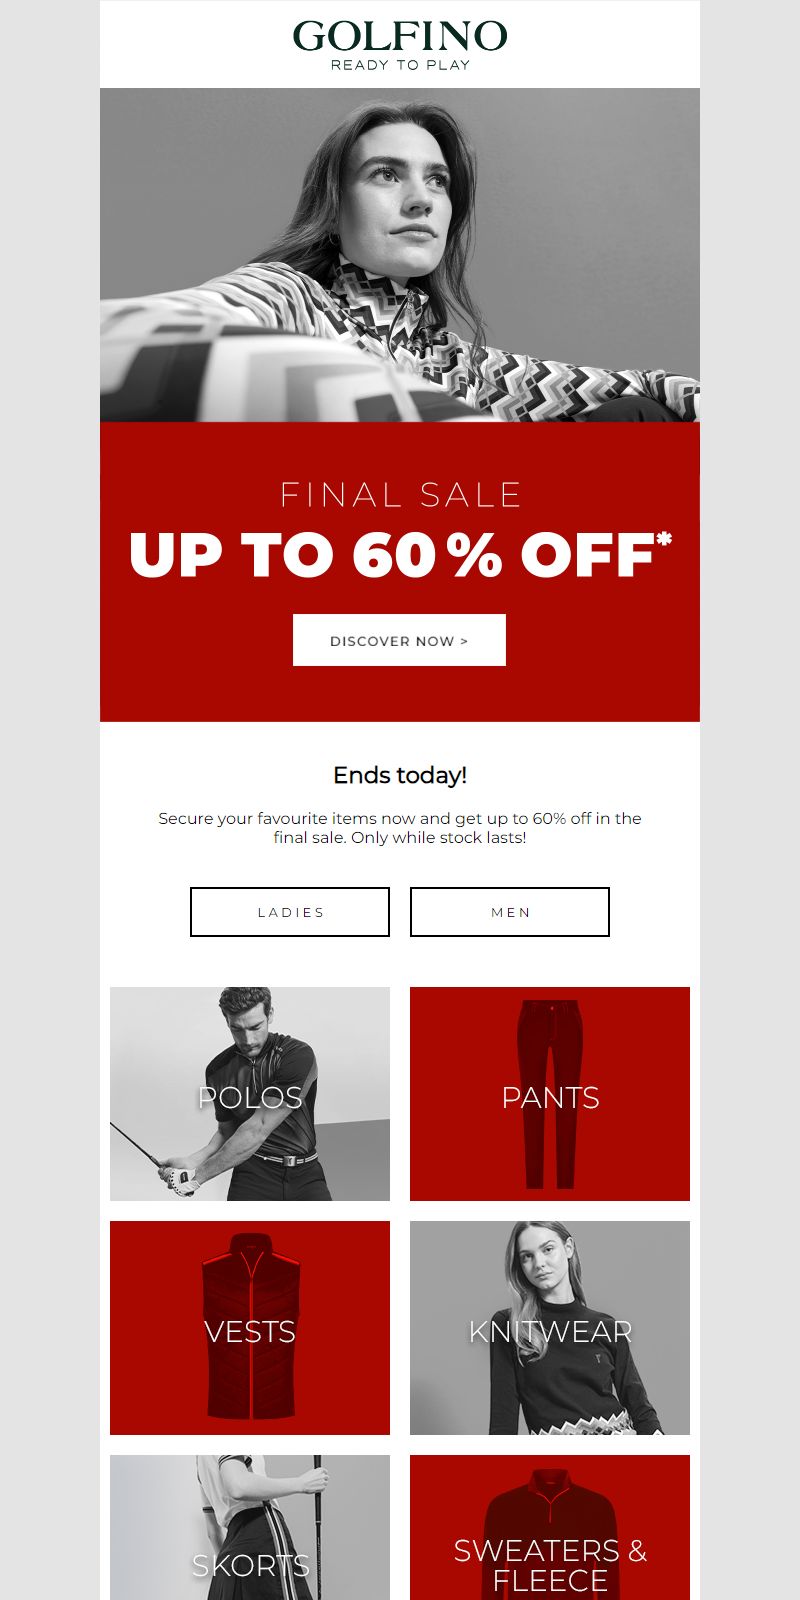 GOLFINO
READY TO PLAY
FINAL SALE
UP TO 60 % OFF*
DISCOVER NOW >
Ends today!
Secure your favourite items now and get up to 60% off in the
final sale. Only while stock lasts!
LADIES
MEN
POLOS
PANTS
VESTS
KNITWEAR
SKORTS
SWEATERS &
FLEECE